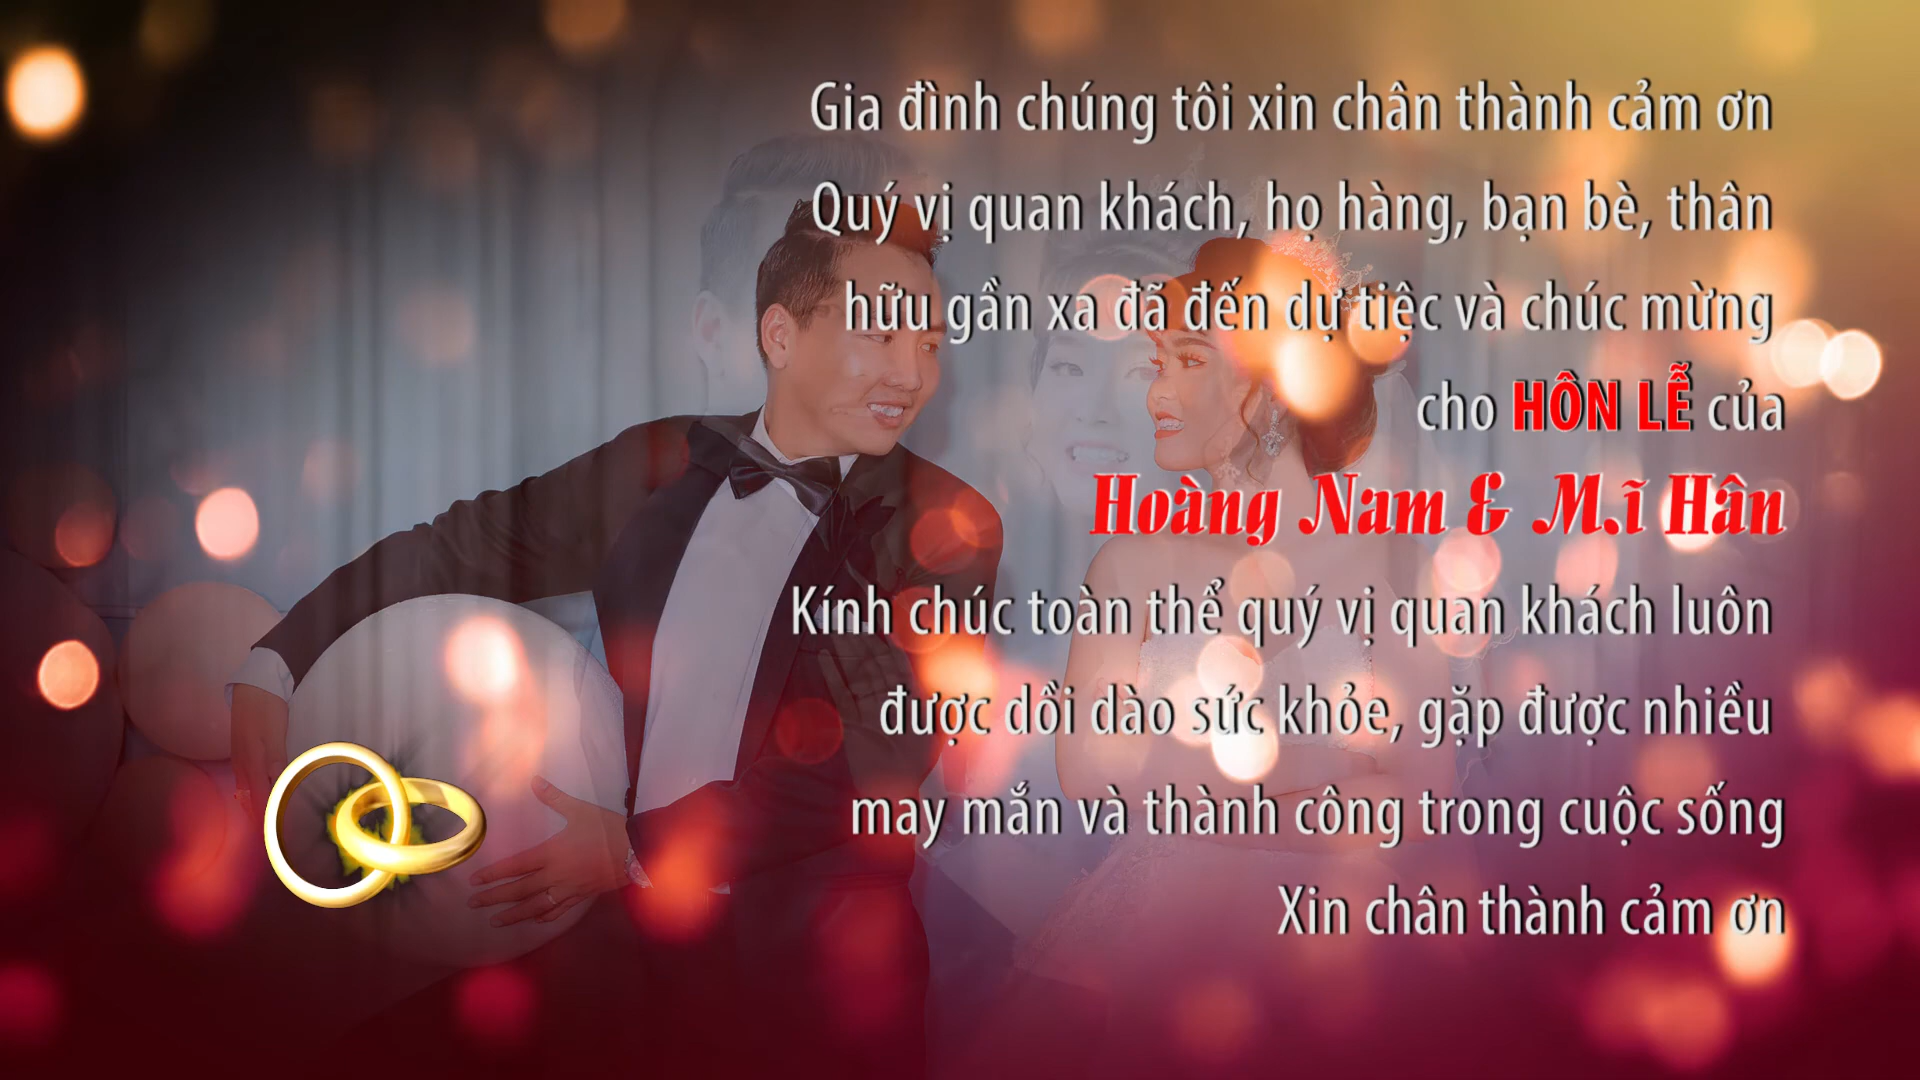 Gia đình chúng tôi xin chân thành cảm ơn
Quý vị quan khách, họ hàng, bạn bè, thân
hữu gần xa đã đến dự tiệc và chúc mừng
cho HÔN LỄ của
Hoàng Nam & M.ĩ Hân
Kính chúc toàn thể quý vị quan khách luôn
được dồi dào sức khỏe, gặp được nhiều
may mắn và thành công trong cuộc sống
Xin chân thành cảm ơn